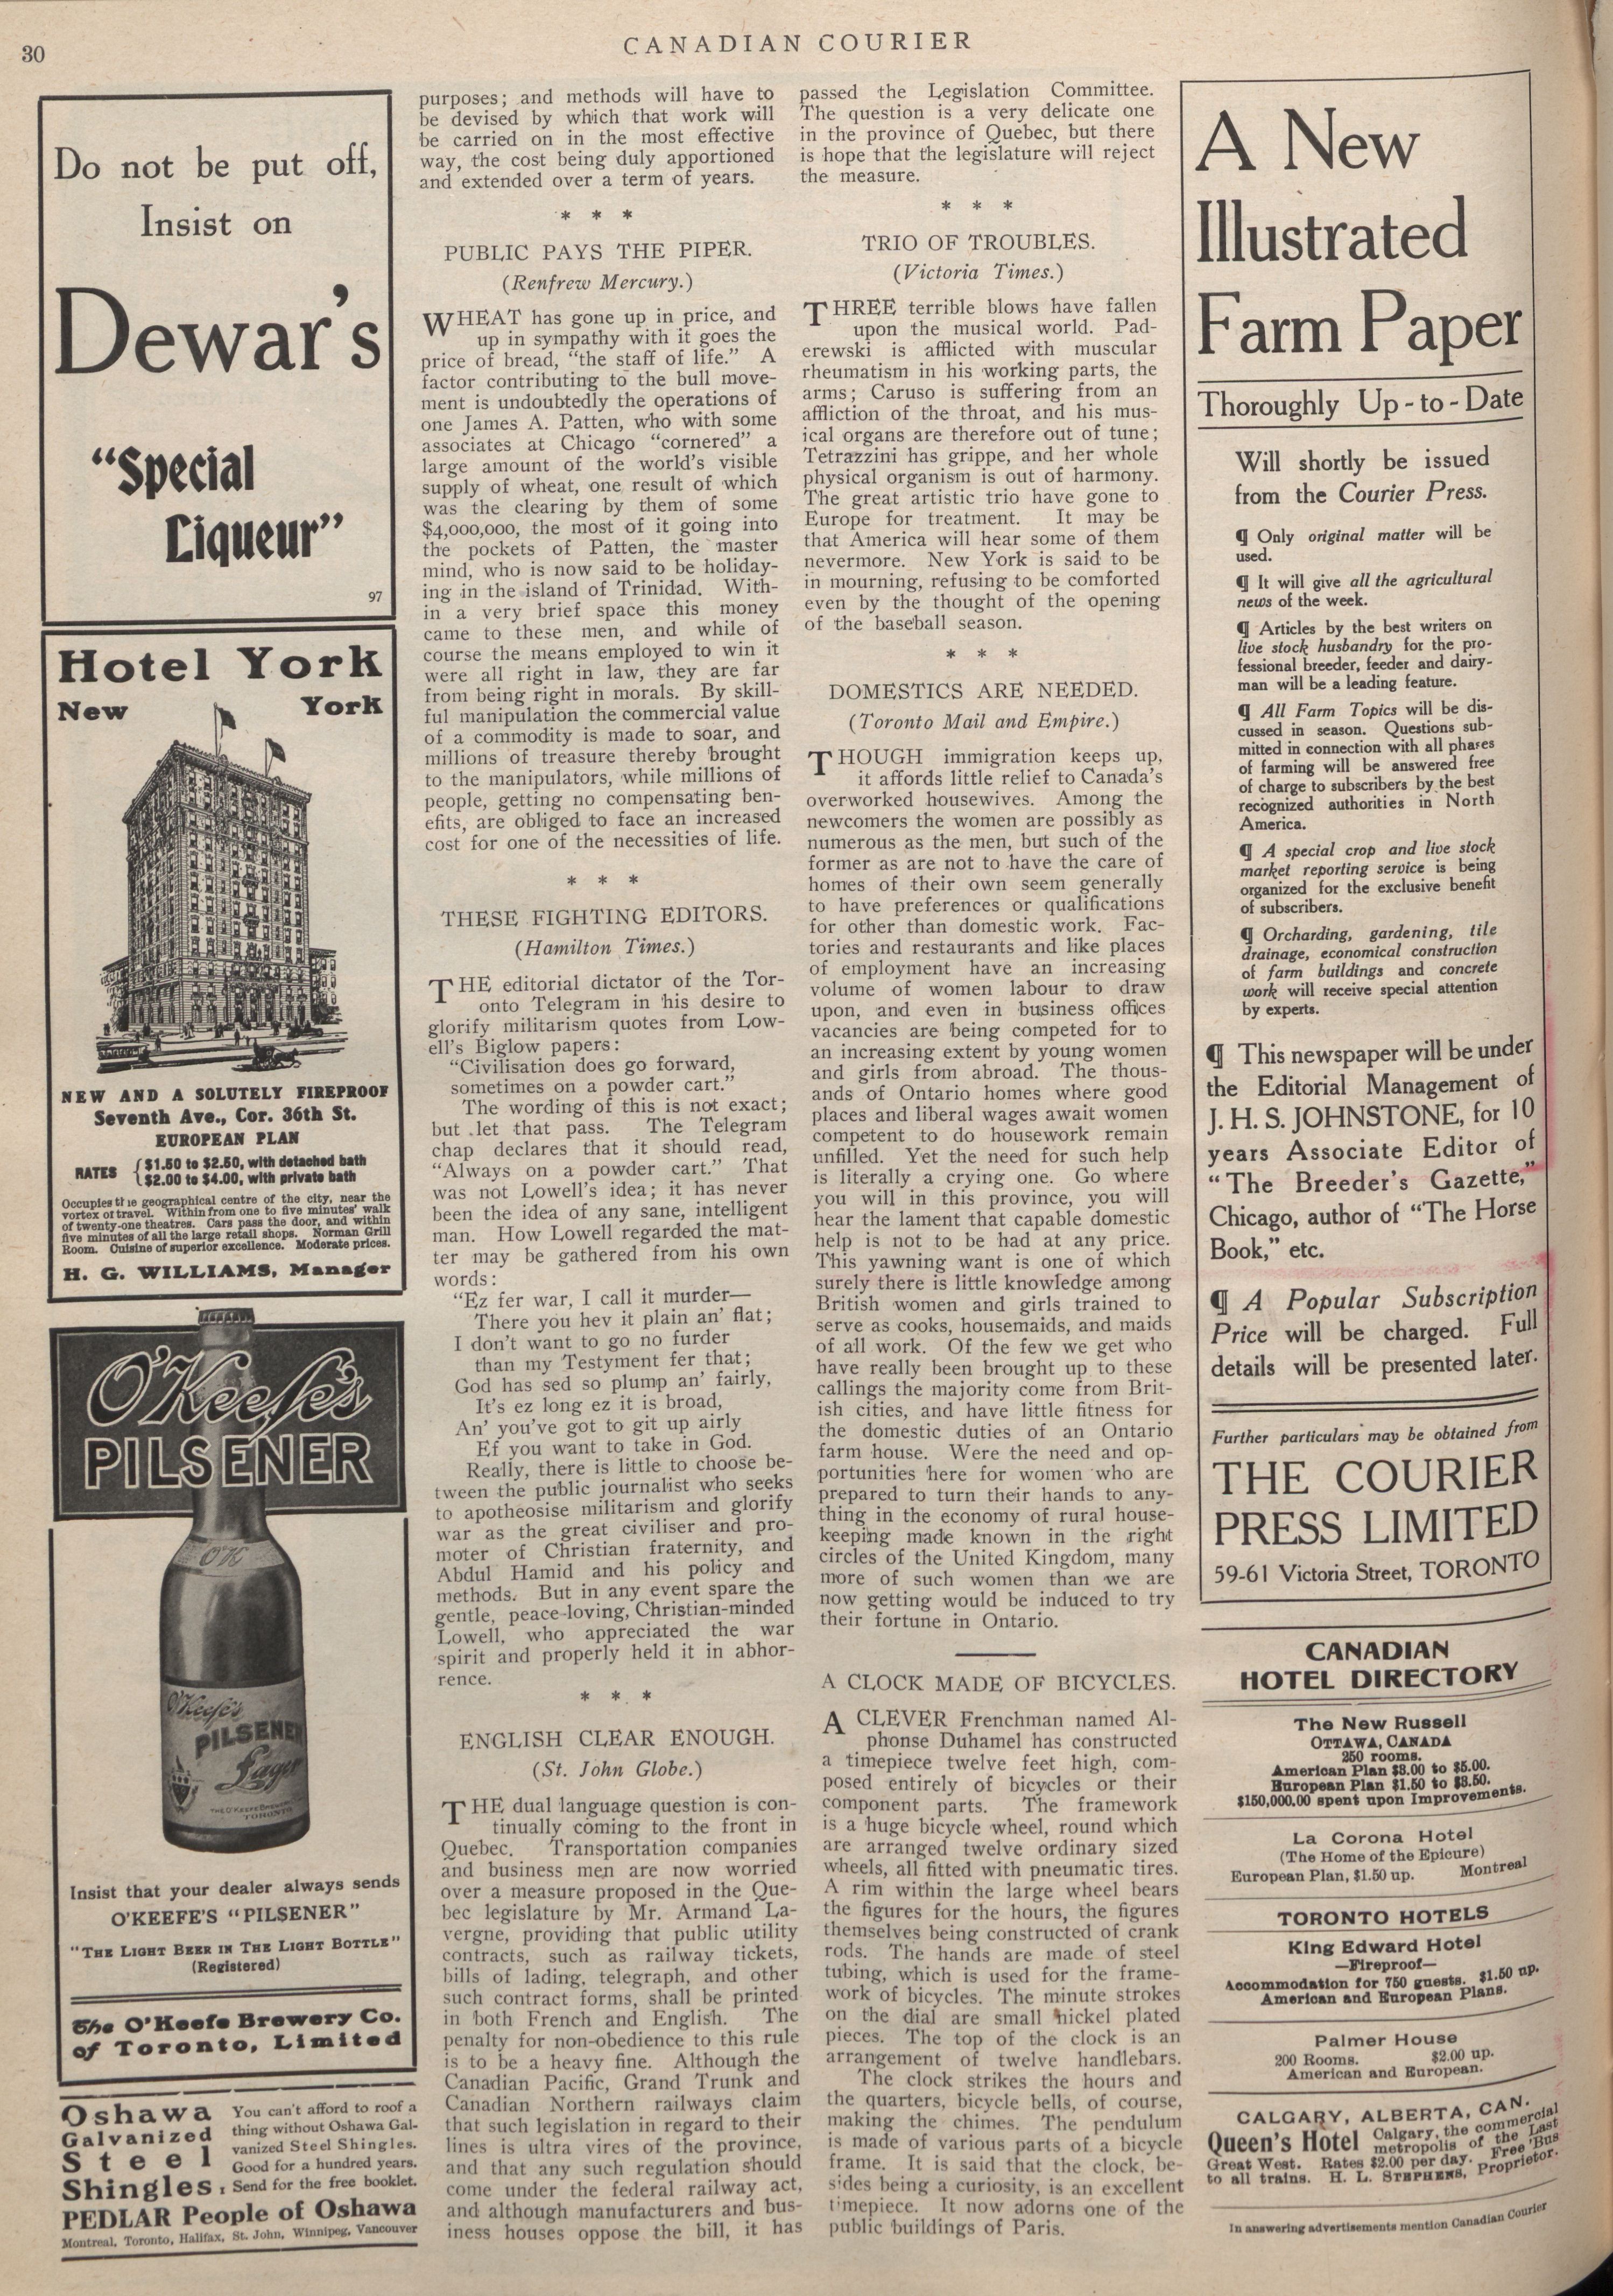 30
CANADIAN COURIER
Do not be put off,
Insist on
Dewar's
"Special
Liqueur"
97
Hotel York
New York
NEW AND A SOLUTELY FIREPROOF
Seventh Ave., Cor. 36th St.
EUROPEAN PLAN
RATES { $1.50 to $2.50, with detached bath
$2.00 to $4.00, with private bath
Occupies the geographical centre of the city, near the
vortex of travel. Within from one to five minutes' walk
of twenty-one theatres. Cars pass the door, and within
five minutes of all the large retail shops. Norman Grill
Room. Cuisine of superior excellence. Moderate prices.
H. G. WILLIAMS, Manager
O'Keefe's
PILSENER
OK
O'Keefe's
PILSENER
Lager
THE O'KEEFE BREWERY CO.
TORONTO
Insist that your dealer always sends
O'KEEFE'S "PILSENER"
"THE LIGHT BEER IN THE LIGHT BOTTLE"
(Registered)
The O'Keefe Brewery Co.
of Toronto, Limited
Oshawa
Galvanized
Steel
Shingles:
You can't afford to roof a
thing without Oshawa Gal-
vanized Steel Shingles.
Good for a hundred years.
Send for the free booklet.
PEDLAR People of Oshawa
Montreal, Toronto, Halifax, St. John, Winnipeg, Vancouver
purposes; and methods will have to
be devised by which that work will
be carried on in the most effective
way, the cost being duly apportioned
and extended over a term of years.
* * *
PUBLIC PAYS THE PIPER.
(Renfrew Mercury.)
WHEAT has gone up in price, and
up in sympathy with it goes the
price of bread, "the staff of life." A
factor contributing to the bull move-
ment is undoubtedly the operations of
one James A. Patten, who with some
associates at Chicago "cornered" a
large amount of the world's visible
supply of wheat, one result of which
was the clearing by them of some
$4,000,000, the most of it going into
the pockets of Patten, the master
mind, who is now said to be holiday-
ing in the island of Trinidad. With-
in a very brief space this money
came to these men, and while of
course the means employed to win it
were all right in law, they are far
from being right in morals. By skill-
ful manipulation the commercial value
of a commodity is made to soar, and
millions of treasure thereby brought
to the manipulators, while millions of
people, getting no compensating ben-
efits, are obliged to face an increased
cost for one of the necessities of life.
* * *
THESE FIGHTING EDITORS.
(Hamilton Times.)
THE editorial dictator of the Tor-
onto Telegram in his desire to
glorify militarism quotes from Low-
ell's Biglow papers:
"Civilisation does go forward,
sometimes on a powder cart."
The wording of this is not exact;
but let that pass. The Telegram
chap declares that it should read,
"Always on a powder cart." That
was not Lowell's idea; it has never
been the idea of any sane, intelligent
man. How Lowell regarded the mat-
ter may be gathered from his own
words:
"Ez fer war, I call it murder—
There you hev it plain an' flat;
I don't want to go no furder
than my Testyment fer that;
God has sed so plump an' fairly,
It's ez long ez it is broad,
An' you've got to git up airly
Ef you want to take in God.
Really, there is little to choose be-
tween the public journalist who seeks
to apotheosise militarism and glorify
war as the great civiliser and pro-
moter of Christian fraternity, and
Abdul Hamid and his policy and
methods. But in any event spare the
gentle, peace-loving, Christian-minded
Lowell, who appreciated the war
spirit and properly held it in abhor-
rence.
* * *
ENGLISH CLEAR ENOUGH.
(St. John Globe.)
THE dual language question is con-
tinually coming to the front in
Quebec. Transportation companies
and business men are now worried
over a measure proposed in the Que-
bec legislature by Mr. Armand La-
vergne, providing that public utility
contracts, such as railway tickets,
bills of lading, telegraph, and other
such contract forms, shall be printed
in both French and English. The
penalty for non-obedience to this rule
is to be a heavy fine. Although the
Canadian Pacific, Grand Trunk and
Canadian Northern railways claim
that such legislation in regard to their
lines is ultra vires of the province,
and that any such regulation should
come under the federal railway act,
and although manufacturers and bus-
iness houses oppose the bill, it has
passed the Legislation Committee.
The question is a very delicate one
in the province of Quebec, but there
is hope that the legislature will reject
the measure.
* * *
TRIO OF TROUBLES.
(Victoria Times.)
THREE terrible blows have fallen
upon the musical world. Pad-
erewski is afflicted with muscular
rheumatism in his working parts, the
arms; Caruso is suffering from an
affliction of the throat, and his mus-
ical organs are therefore out of tune;
Tetrazzini has grippe, and her whole
physical organism is out of harmony.
The great artistic trio have gone to
Europe for treatment. It may be
that America will hear some of them
nevermore. New York is said to be
in mourning, refusing to be comforted
even by the thought of the opening
of the baseball season.
* * *
DOMESTICS ARE NEEDED.
(Toronto Mail and Empire.)
THOUGH immigration keeps up,
it affords little relief to Canada's
overworked housewives. Among the
newcomers the women are possibly as
numerous as the men, but such of the
former as are not to have the care of
homes of their own seem generally
to have preferences or qualifications
for other than domestic work. Fac-
tories and restaurants and like places
of employment have an increasing
volume of women labour to draw
upon, and even in business offices
vacancies are being competed for to
an increasing extent by young women
and girls from abroad. The thous-
ands of Ontario homes where good
places and liberal wages await women
competent to do housework remain
unfilled. Yet the need for such help
is literally a crying one. Go where
you will in this province, you will
hear the lament that capable domestic
help is not to be had at any price.
This yawning want is one of which
surely there is little knowledge among
British women and girls trained to
serve as cooks, housemaids, and maids
of all work. Of the few we get who
have really been brought up to these
callings the majority come from Brit-
ish cities, and have little fitness for
the domestic duties of an Ontario
farm house. Were the need and op-
portunities here for women who are
prepared to turn their hands to any-
thing in the economy of rural house-
keeping made known in the right
circles of the United Kingdom, many
more of such women than we are
now getting would be induced to try
their fortune in Ontario.
A CLOCK MADE OF BICYCLES.
A CLEVER Frenchman named Al-
phonse Duhamel has constructed
a timepiece twelve feet high, com-
posed entirely of bicycles or their
component parts. The framework
is a huge bicycle wheel, round which
are arranged twelve ordinary sized
wheels, all fitted with pneumatic tires.
A rim within the large wheel bears
the figures for the hours, the figures
themselves being constructed of crank
rods. The hands are made of steel
tubing, which is used for the frame-
work of bicycles. The minute strokes
on the dial are small nickel plated
pieces. The top of the clock is an
arrangement of twelve handlebars.
The clock strikes the hours and
the quarters, bicycle bells, of course,
making the chimes. The pendulum
is made of various parts of a bicycle
frame. It is said that the clock, be-
sides being a curiosity, is an excellent
timepiece. It now adorns one of the
public buildings of Paris.
A New
Illustrated
Farm Paper
Thoroughly Up-to-Date
Will shortly be issued
from the Courier Press.
¶ Only original matter will be
used.
¶ It will give all the agricultural
news of the week.
¶ Articles by the best writers on
live stock husbandry for the pro-
fessional breeder, feeder and dairy-
man will be a leading feature.
¶ All Farm Topics will be dis-
cussed in season. Questions sub-
mitted in connection with all phases
of farming will be answered free
of charge to subscribers by the best
recognized authorities in North
America.
¶ A special crop and live stock
market reporting service is being
organized for the exclusive benefit
of subscribers.
¶ Orcharding, gardening, tile
drainage, economical construction
of farm buildings and concrete
work will receive special attention
by experts.
¶ This newspaper will be under
the Editorial Management of
J. H. S. JOHNSTONE, for 10
years Associate Editor of
"The Breeder's Gazette,"
Chicago, author of "The Horse
Book," etc.
¶ A Popular Subscription
Price will be charged. Full
details will be presented later.
Further particulars may be obtained from
THE COURIER
PRESS LIMITED
59-61 Victoria Street, TORONTO
CANADIAN
HOTEL DIRECTORY
The New Russell
OTTAWA, CANADA
250 rooms.
American Plan $3.00 to $5.00.
European Plan $1.50 to $3.50.
$150,000.00 spent upon Improvements.
La Corona Hotel
(The Home of the Epicure)
European Plan, $1.50 up. Montreal
TORONTO HOTELS
King Edward Hotel
—Fireproof—
Accommodation for 750 guests. $1.50 up.
American and European Plans.
Palmer House
200 Rooms. $2.00 up.
American and European.
CALGARY, ALBERTA, CAN.
Queen's Hotel Calgary, the commercial
metropolis of the Last
Great West. Rates $2.00 per day. Free 'Bus
to all trains. H. L. STEPHENS, Proprietor.
In answering advertisements mention Canadian Courier